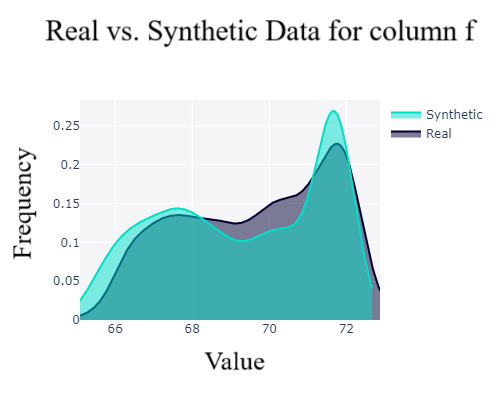 Real vs. Synthetic Data for column f
Synthetic
Real
Frequency
0.25
0.2
0.15
0.1
0.05
0
66
68
70
72
Value